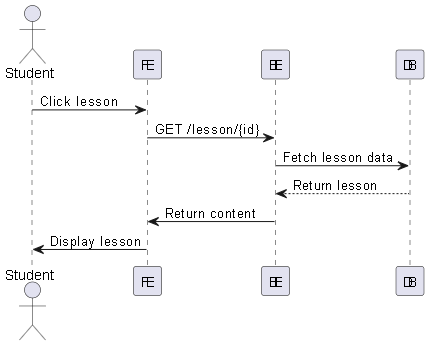 Student
FE
BE
DB
Click lesson
GET /lesson/{id}
Fetch lesson data
Return lesson
Return content
Display lesson
Student
FE
BE
DB